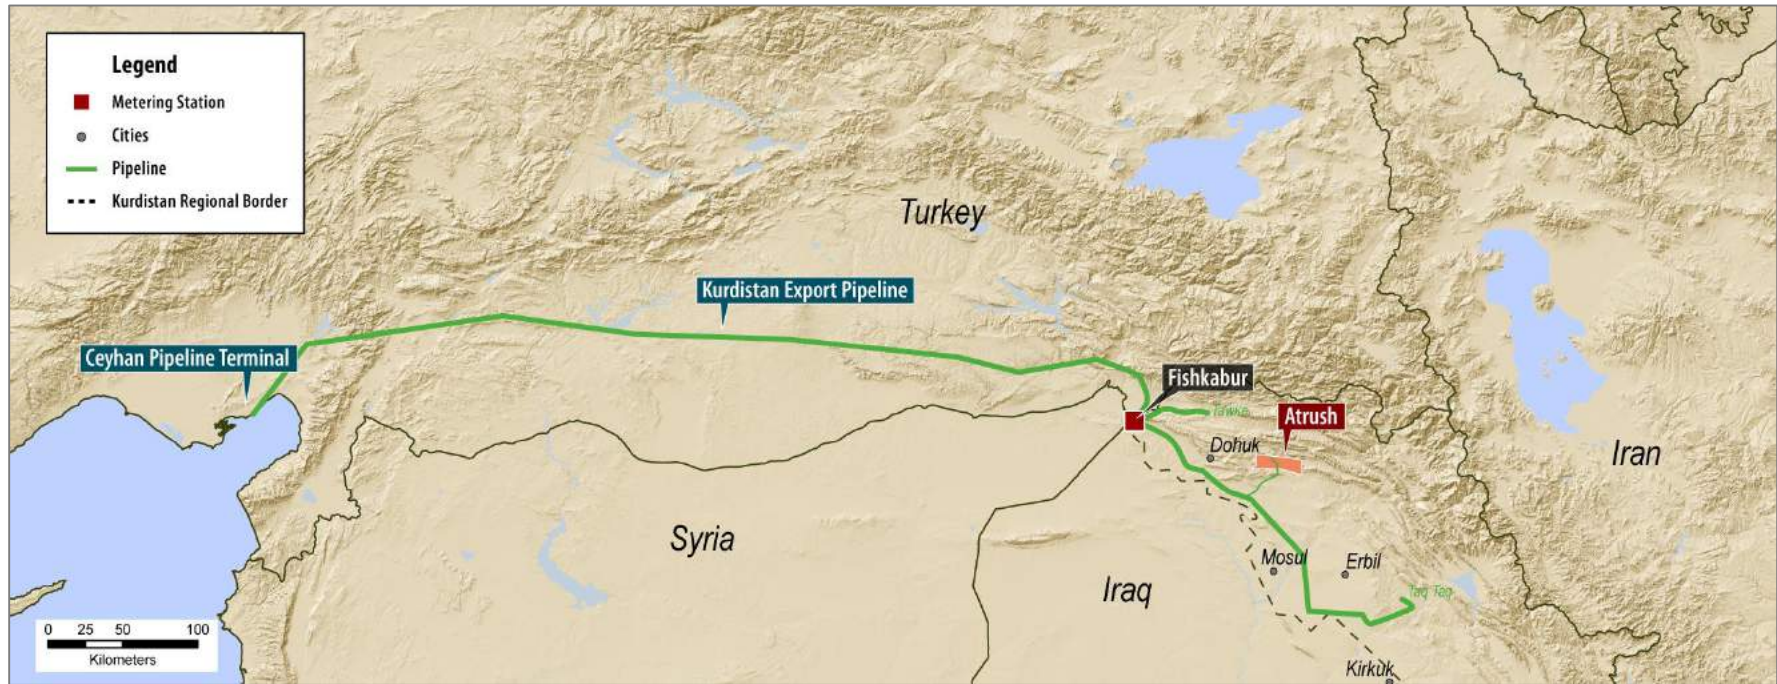 Legend
Metering Station
Cities
Pipeline
Kurdistan Regional Border
Turkey
Kurdistan Export Pipeline
Ceyhan Pipeline Terminal
Fishkabur
Tawke
Atrush
Dohuk
Iran
Syria
Mosul
Erbil
Iraq
Taq Taq
0 25 50 100
Kilometers
Kirkuk